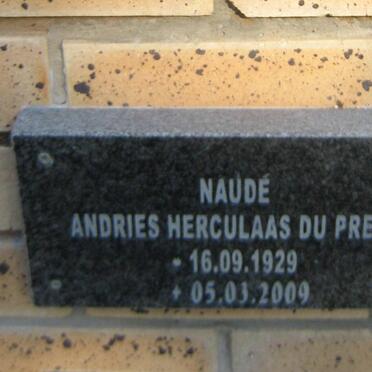 NAUDÉ
ANDRIES HERCULAAS DU PRE
* 16.09.1929
+ 05.03.2009